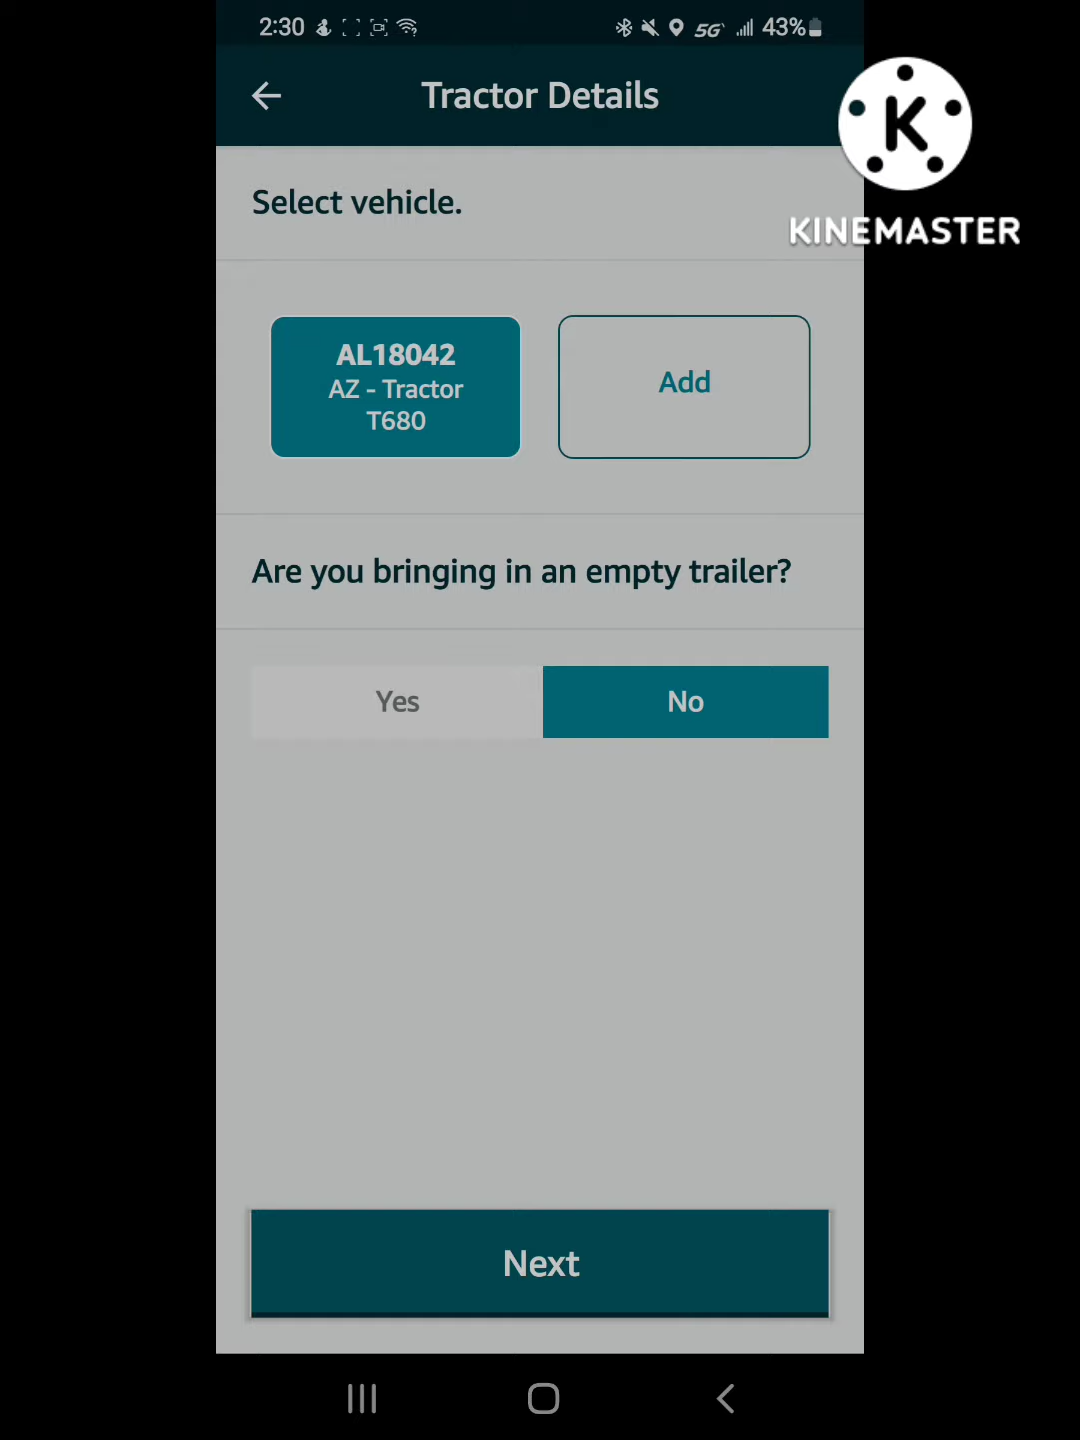 2:30
5G 43%
Tractor Details
K
KINEMASTER
Select vehicle.
AL18042
AZ - Tractor
T680
Add
Are you bringing in an empty trailer?
Yes
No
Next